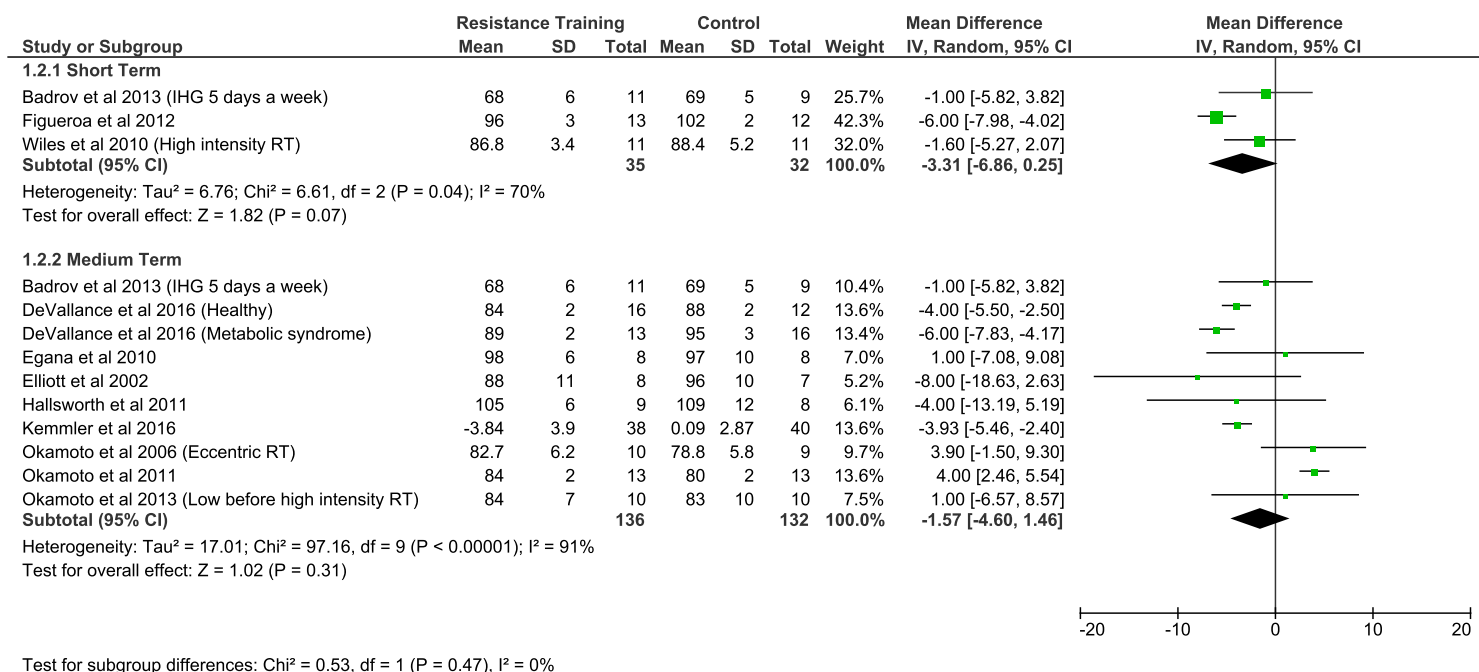 Resistance Training Control Mean Difference Mean Difference
Study or Subgroup Mean SD Total Mean SD Total Weight IV, Random, 95% CI IV, Random, 95% CI
1.2.1 Short Term
Badrov et al 2013 (IHG 5 days a week) 68 6 11 69 5 9 25.7% -1.00 [-5.82, 3.82]
Figueroa et al 2012 96 3 13 102 2 12 42.3% -6.00 [-7.98, -4.02]
Wiles et al 2010 (High intensity RT) 86.8 3.4 11 88.4 5.2 11 32.0% -1.60 [-5.27, 2.07]
Subtotal (95% CI) 35 32 100.0% -3.31 [-6.86, 0.25]
Heterogeneity: Tau² = 6.76; Chi² = 6.61, df = 2 (P = 0.04); I² = 70%
Test for overall effect: Z = 1.82 (P = 0.07)
1.2.2 Medium Term
Badrov et al 2013 (IHG 5 days a week) 68 6 11 69 5 9 10.4% -1.00 [-5.82, 3.82]
DeVallance et al 2016 (Healthy) 84 2 16 88 2 12 13.6% -4.00 [-5.50, -2.50]
DeVallance et al 2016 (Metabolic syndrome) 89 2 13 95 3 16 13.4% -6.00 [-7.83, -4.17]
Egana et al 2010 98 6 8 97 10 8 7.0% 1.00 [-7.08, 9.08]
Elliott et al 2002 88 11 8 96 10 7 5.2% -8.00 [-18.63, 2.63]
Hallsworth et al 2011 105 6 9 109 12 8 6.1% -4.00 [-13.19, 5.19]
Kemmler et al 2016 -3.84 3.9 38 0.09 2.87 40 13.6% -3.93 [-5.46, -2.40]
Okamoto et al 2006 (Eccentric RT) 82.7 6.2 10 78.8 5.8 9 9.7% 3.90 [-1.50, 9.30]
Okamoto et al 2011 84 2 13 80 2 13 13.6% 4.00 [2.46, 5.54]
Okamoto et al 2013 (Low before high intensity RT) 84 7 10 83 10 10 7.5% 1.00 [-6.57, 8.57]
Subtotal (95% CI) 136 132 100.0% -1.57 [-4.60, 1.46]
Heterogeneity: Tau² = 17.01; Chi² = 97.16, df = 9 (P < 0.00001); I² = 91%
Test for overall effect: Z = 1.02 (P = 0.31)
-20 -10 0 10 20
Test for subgroup differences: Chi² = 0.53, df = 1 (P = 0.47), I² = 0%